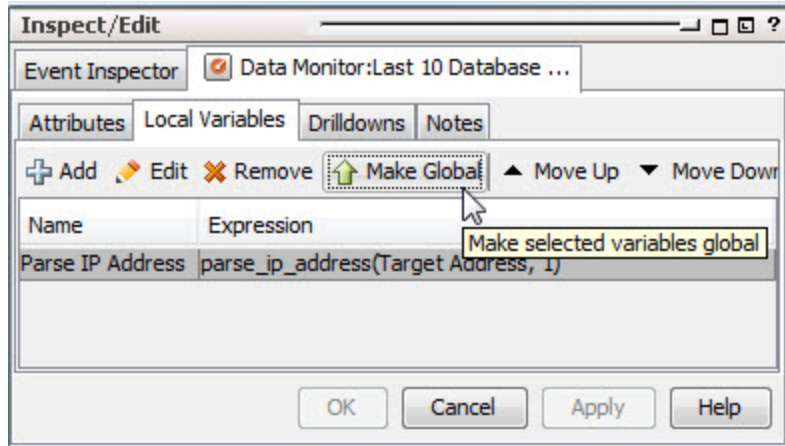 Inspect/Edit ?
Event Inspector Data Monitor:Last 10 Database ...
Attributes Local Variables Drilldowns Notes
Add Edit Remove Make Global Move Up Move Down
Name Expression
Make selected variables global
Parse IP Address parse_ip_address(Target Address, 1)
OK Cancel Apply Help